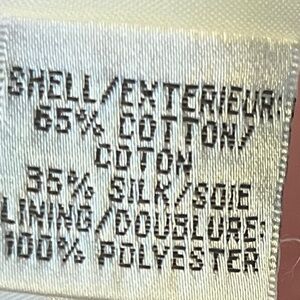 SHELL/EXTERIEUR:
65% COTTON/
COTON
35% SILK/SOIE
LINING/DOUBLURE:
100% POLYESTER